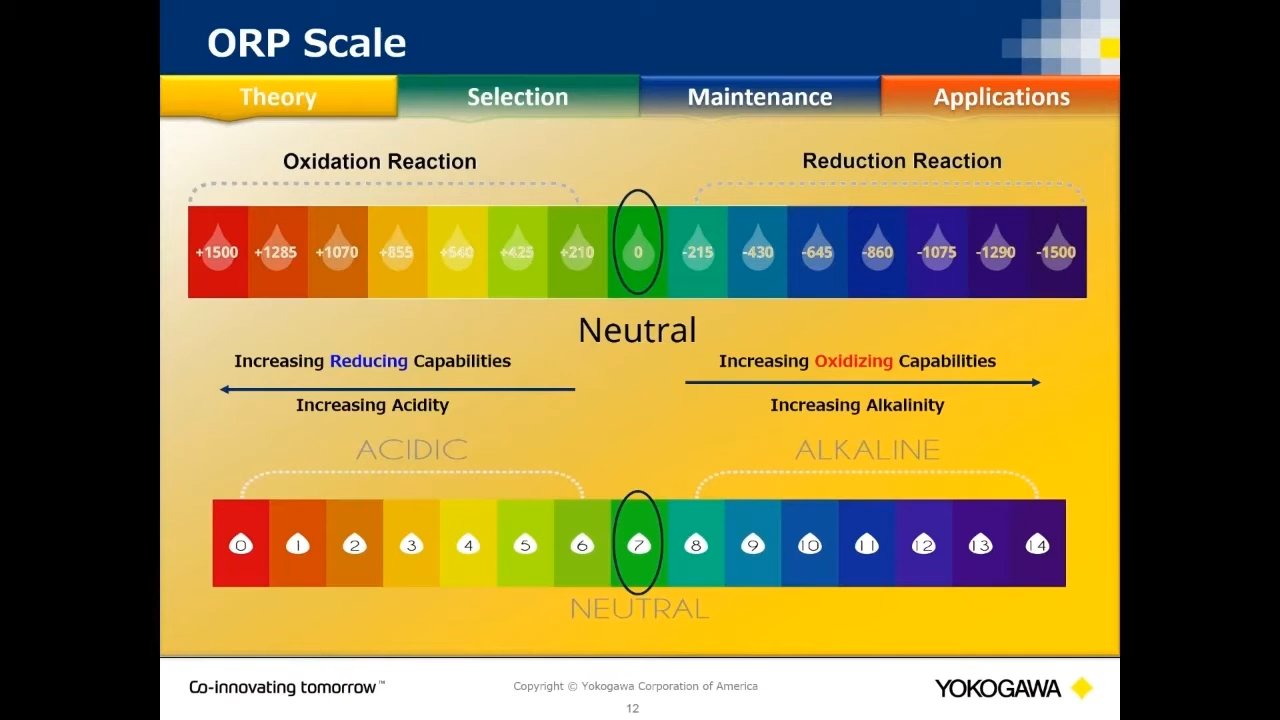 ORP Scale
Theory Selection Maintenance Applications
Oxidation Reaction Reduction Reaction
+1500 +1285 +1070 +855 +640 +425 +210 0 -215 -430 -645 -860 -1075 -1290 -1500
Neutral
Increasing Reducing Capabilities Increasing Oxidizing Capabilities
Increasing Acidity Increasing Alkalinity
ACIDIC ALKALINE
0 1 2 3 4 5 6 7 8 9 10 11 12 13 14
NEUTRAL
Co-innovating tomorrow™ Copyright © Yokogawa Corporation of America YOKOGAWA
12